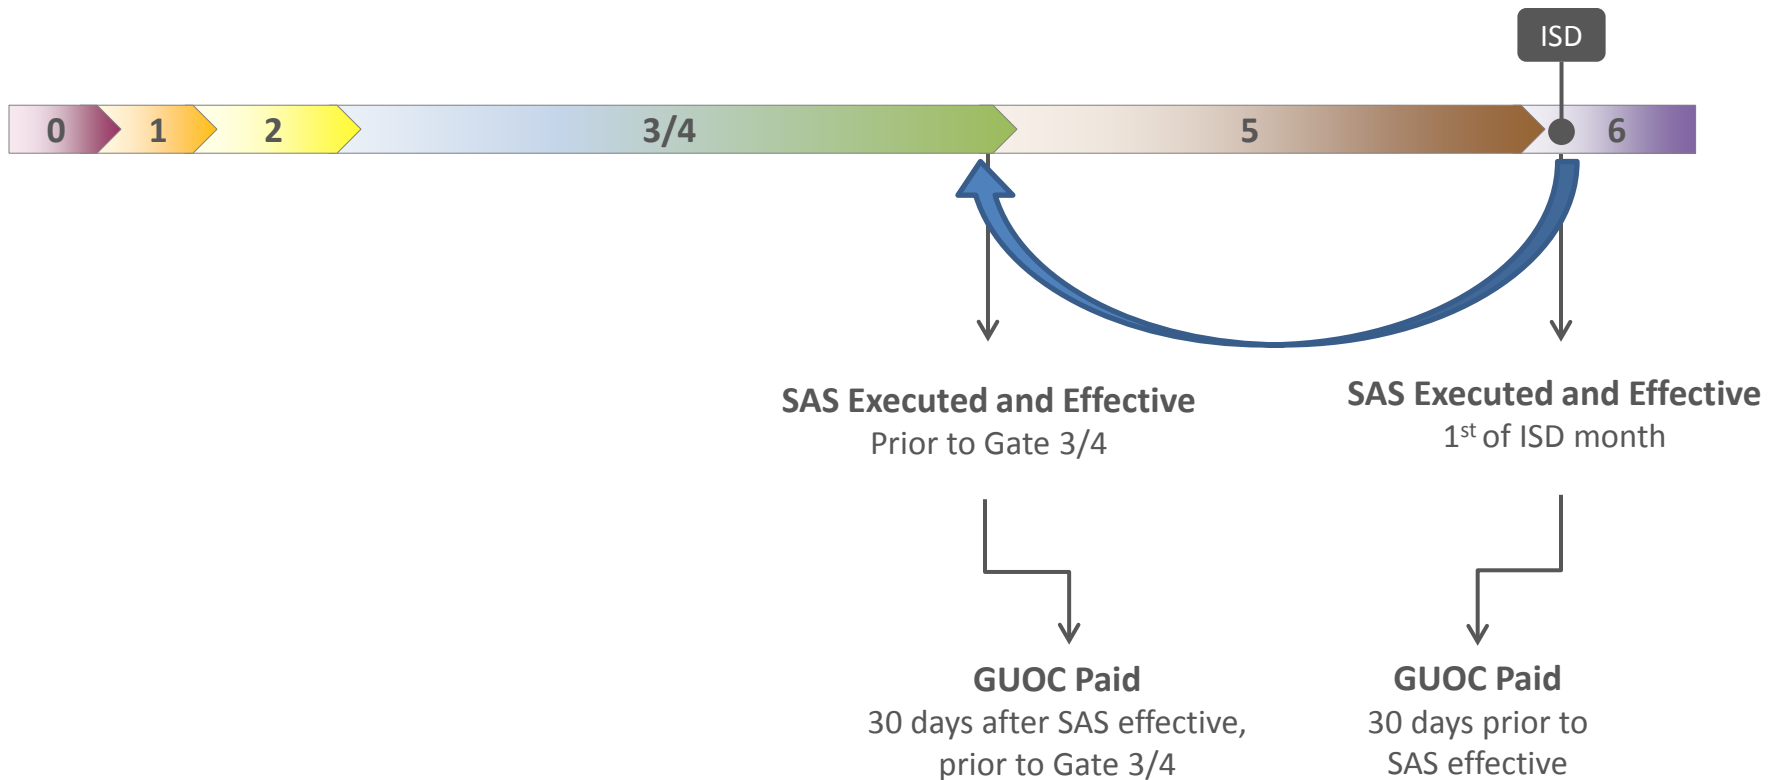 ISD
0
1
2
3/4
5
6
SAS Executed and Effective
Prior to Gate 3/4
SAS Executed and Effective
1st of ISD month
GUOC Paid
30 days after SAS effective,
prior to Gate 3/4
GUOC Paid
30 days prior to
SAS effective